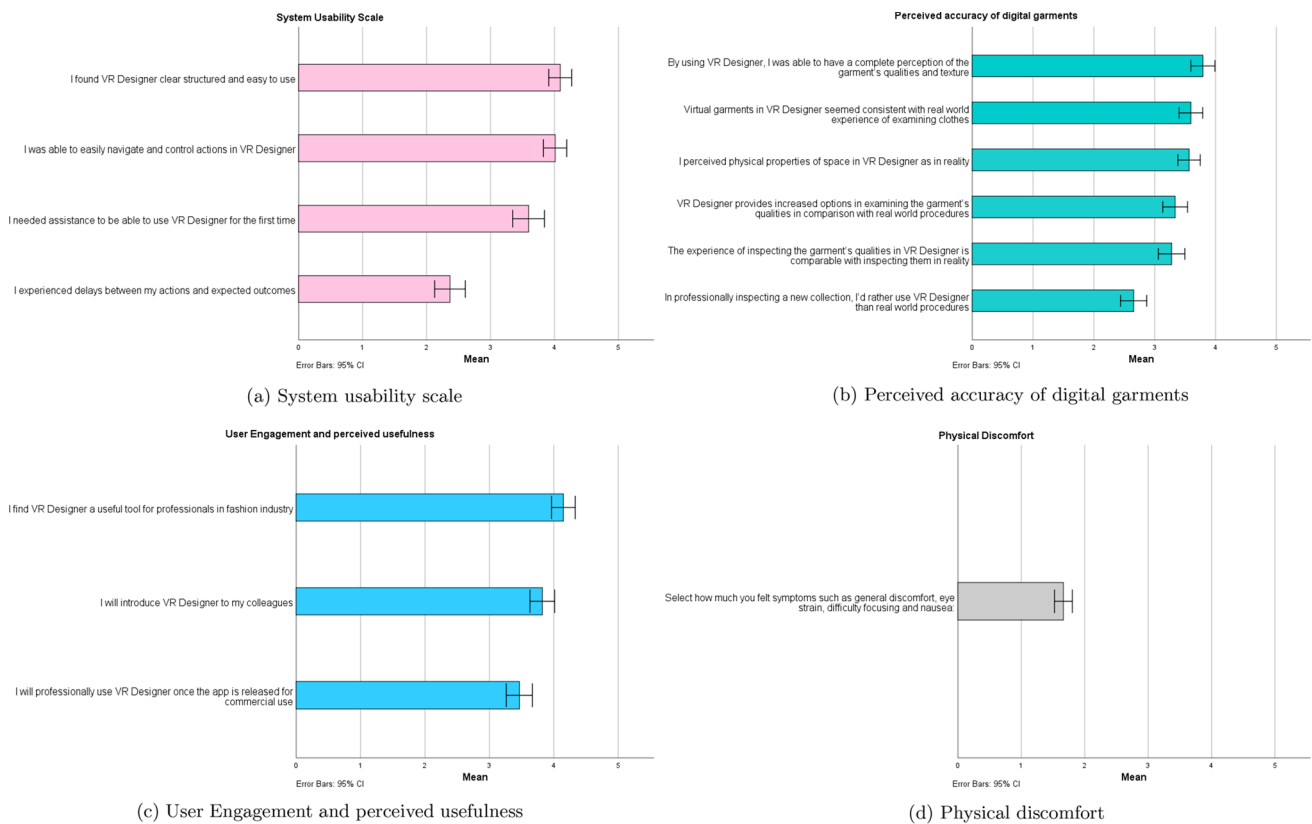 System Usability Scale
I found VR Designer clear structured and easy to use
I was able to easily navigate and control actions in VR Designer
I needed assistance to be able to use VR Designer for the first time
I experienced delays between my actions and expected outcomes
0 1 2 3 4 5
Mean
Error Bars: 95% CI
(a) System usability scale
Perceived accuracy of digital garments
By using VR Designer, I was able to have a complete perception of the
garment's qualities and texture
Virtual garments in VR Designer seemed consistent with real world
experience of examining clothes
I perceived physical properties of space in VR Designer as in reality
VR Designer provides increased options in examining the garment's
qualities in comparison with real world procedures
The experience of inspecting the garment's qualities in VR Designer is
comparable with inspecting them in reality
In professionally inspecting a new collection, I'd rather use VR Designer
than real world procedures
0 1 2 3 4 5
Mean
Error Bars: 95% CI
(b) Perceived accuracy of digital garments
User Engagement and perceived usefulness
I find VR Designer a useful tool for professionals in fashion industry
I will introduce VR Designer to my colleagues
I will professionally use VR Designer once the app is released for
commercial use
0 1 2 3 4 5
Mean
Error Bars: 95% CI
(c) User Engagement and perceived usefulness
Physical Discomfort
Select how much you felt symptoms such as general discomfort, eye
strain, difficulty focusing and nausea:
0 1 2 3 4 5
Mean
Error Bars: 95% CI
(d) Physical discomfort